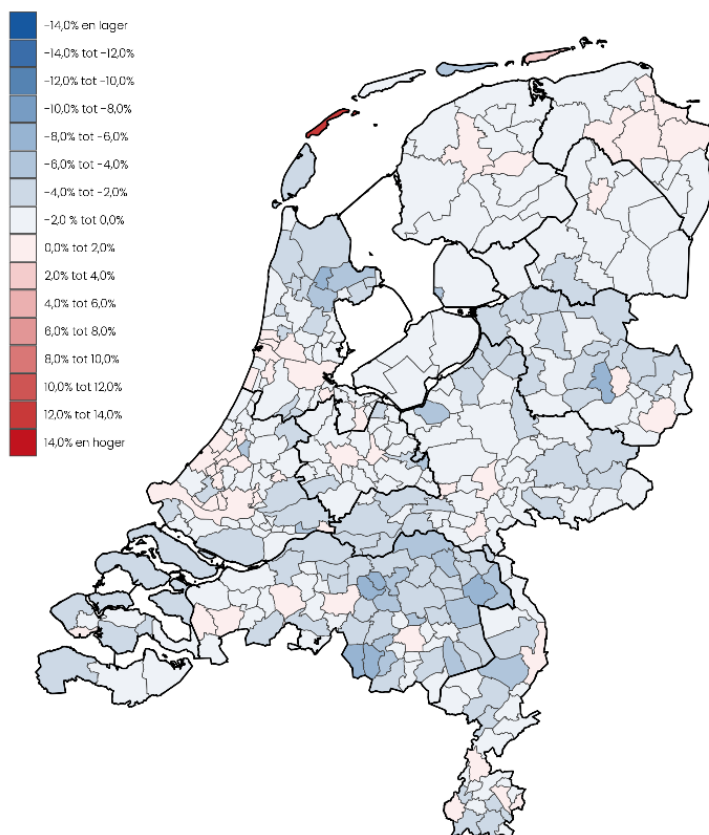 -14,0% en lager
-14,0% tot -12,0%
-12,0% tot -10,0%
-10,0% tot -8,0%
-8,0% tot -6,0%
-6,0% tot -4,0%
-4,0% tot -2,0%
-2,0 % tot 0,0%
0,0% tot 2,0%
2,0% tot 4,0%
4,0% tot 6,0%
6,0% tot 8,0%
8,0% tot 10,0%
10,0% tot 12,0%
12,0% tot 14,0%
14,0% en hoger